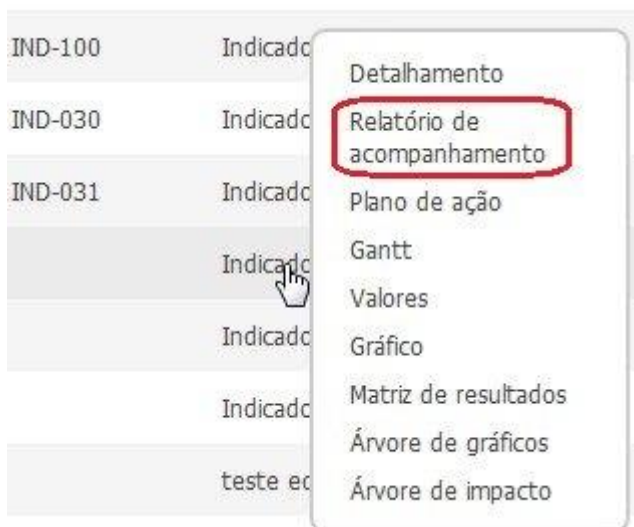 IND-100 Indicado
Detalhamento
IND-030 Indicado
Relatório de
acompanhamento
IND-031 Indicado
Plano de ação
Gantt
Indicado
Valores
Indicado
Gráfico
Indicado
Matriz de resultados
Árvore de gráficos
teste
Árvore de impacto